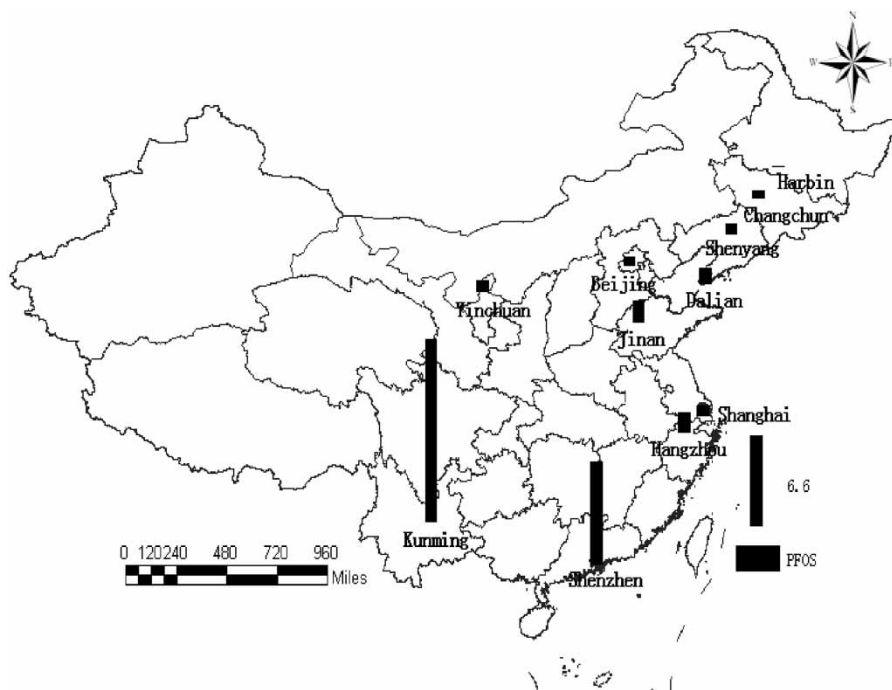 N
W
E
S
Harbin
Changchun
Shenyang
Beijing
Dalian
Yinchuan
Jinan
Shanghai
Hangzhou
6.6
Kunming
PFOS
0 120 240 480 720 960
Miles
Shenzhen